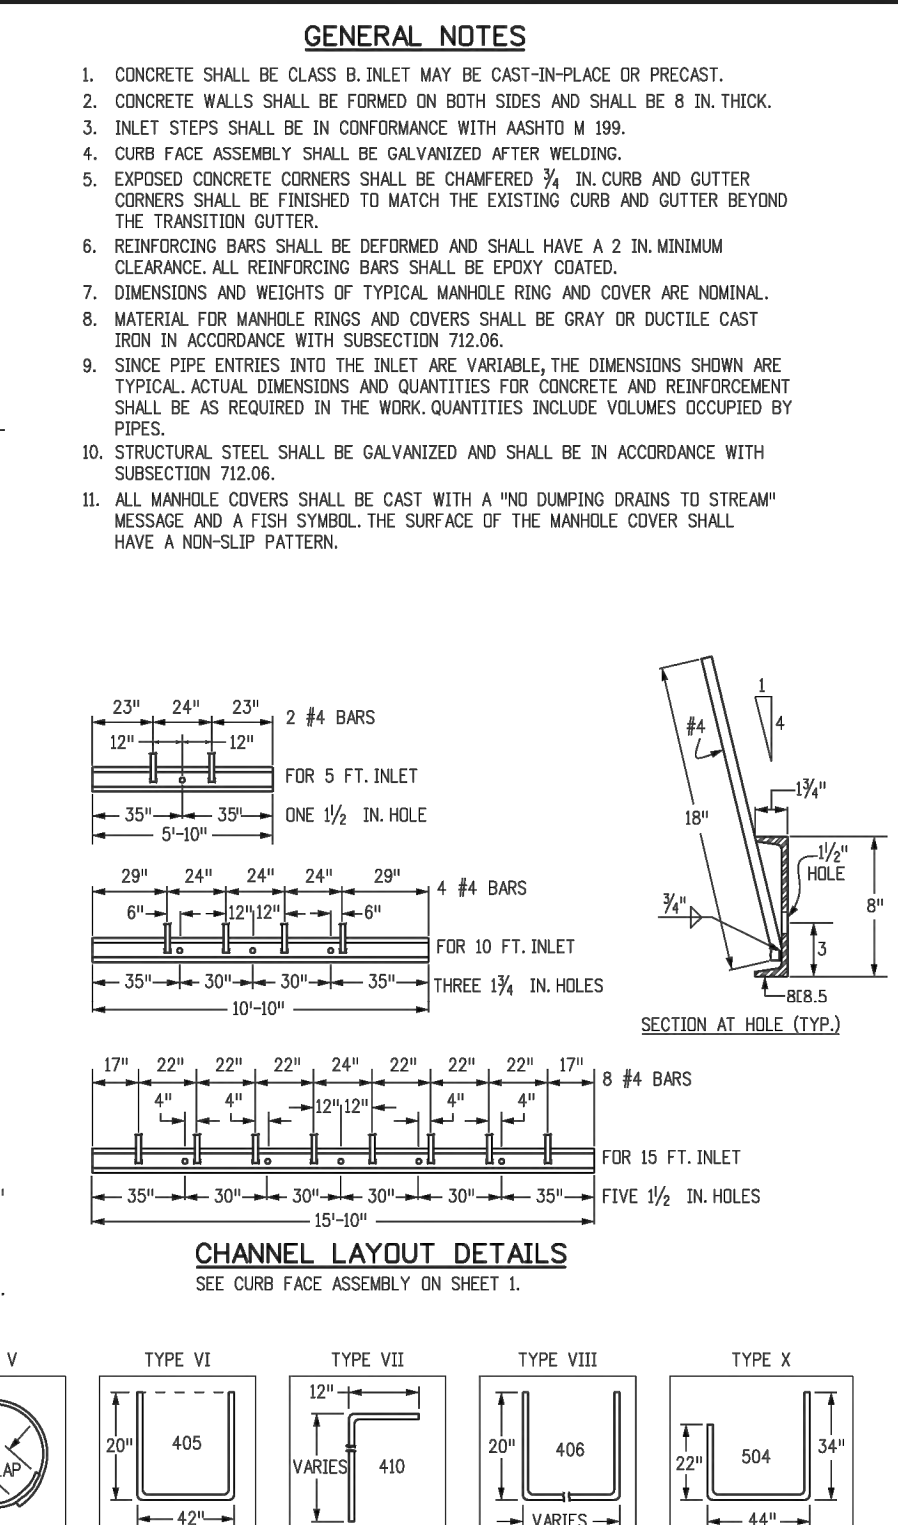 GENERAL NOTES
1. CONCRETE SHALL BE CLASS B. INLET MAY BE CAST-IN-PLACE OR PRECAST.
2. CONCRETE WALLS SHALL BE FORMED ON BOTH SIDES AND SHALL BE 8 IN. THICK.
3. INLET STEPS SHALL BE IN CONFORMANCE WITH AASHTO M 199.
4. CURB FACE ASSEMBLY SHALL BE GALVANIZED AFTER WELDING.
5. EXPOSED CONCRETE CORNERS SHALL BE CHAMFERED 3/4 IN. CURB AND GUTTER
CORNERS SHALL BE FINISHED TO MATCH THE EXISTING CURB AND GUTTER BEYOND
THE TRANSITION GUTTER.
6. REINFORCING BARS SHALL BE DEFORMED AND SHALL HAVE A 2 IN. MINIMUM
CLEARANCE. ALL REINFORCING BARS SHALL BE EPOXY COATED.
7. DIMENSIONS AND WEIGHTS OF TYPICAL MANHOLE RING AND COVER ARE NOMINAL.
8. MATERIAL FOR MANHOLE RINGS AND COVERS SHALL BE GRAY OR DUCTILE CAST
IRON IN ACCORDANCE WITH SUBSECTION 712.06.
9. SINCE PIPE ENTRIES INTO THE INLET ARE VARIABLE, THE DIMENSIONS SHOWN ARE
TYPICAL. ACTUAL DIMENSIONS AND QUANTITIES FOR CONCRETE AND REINFORCEMENT
SHALL BE AS REQUIRED IN THE WORK. QUANTITIES INCLUDE VOLUMES OCCUPIED BY
PIPES.
10. STRUCTURAL STEEL SHALL BE GALVANIZED AND SHALL BE IN ACCORDANCE WITH
SUBSECTION 712.06.
11. ALL MANHOLE COVERS SHALL BE CAST WITH A "NO DUMPING DRAINS TO STREAM"
MESSAGE AND A FISH SYMBOL. THE SURFACE OF THE MANHOLE COVER SHALL
HAVE A NON-SLIP PATTERN.
23" 24" 23" 2 #4 BARS
12" 12"
FOR 5 FT. INLET
35" 35" ONE 1 1/2 IN. HOLE
5'-10"
29" 24" 24" 24" 29" 4 #4 BARS
6" 12" 12" 6"
FOR 10 FT. INLET
35" 30" 30" 35" THREE 1 3/4 IN. HOLES
10'-10"
1
4
#4
1 3/4"
18"
1 1/2"
HOLE
3/4"
8"
3
8[8.5
SECTION AT HOLE (TYP.)
17" 22" 22" 22" 24" 22" 22" 22" 17" 8 #4 BARS
4" 4" 12" 12" 4" 4"
FOR 15 FT. INLET
35" 30" 30" 30" 30" 35" FIVE 1 1/2 IN. HOLES
15'-10"
CHANNEL LAYOUT DETAILS
SEE CURB FACE ASSEMBLY ON SHEET 1.
V TYPE VI TYPE VII TYPE VIII TYPE X
AP
20" 405
42"
12"
VARIES 410
20" 406
VARIES
22" 504 34"
44"